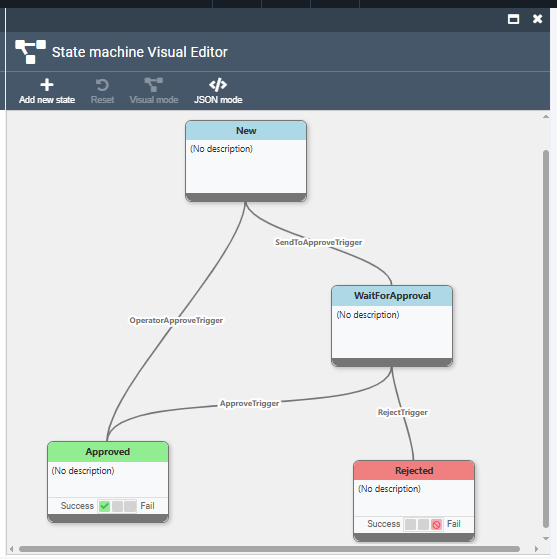 State machine Visual Editor
Add new state
Reset
Visual mode
JSON mode
New
(No description)
SendToApproveTrigger
WaitForApproval
(No description)
OperatorApproveTrigger
ApproveTrigger
RejectTrigger
Approved
(No description)
Success
Fail
Rejected
(No description)
Success
Fail